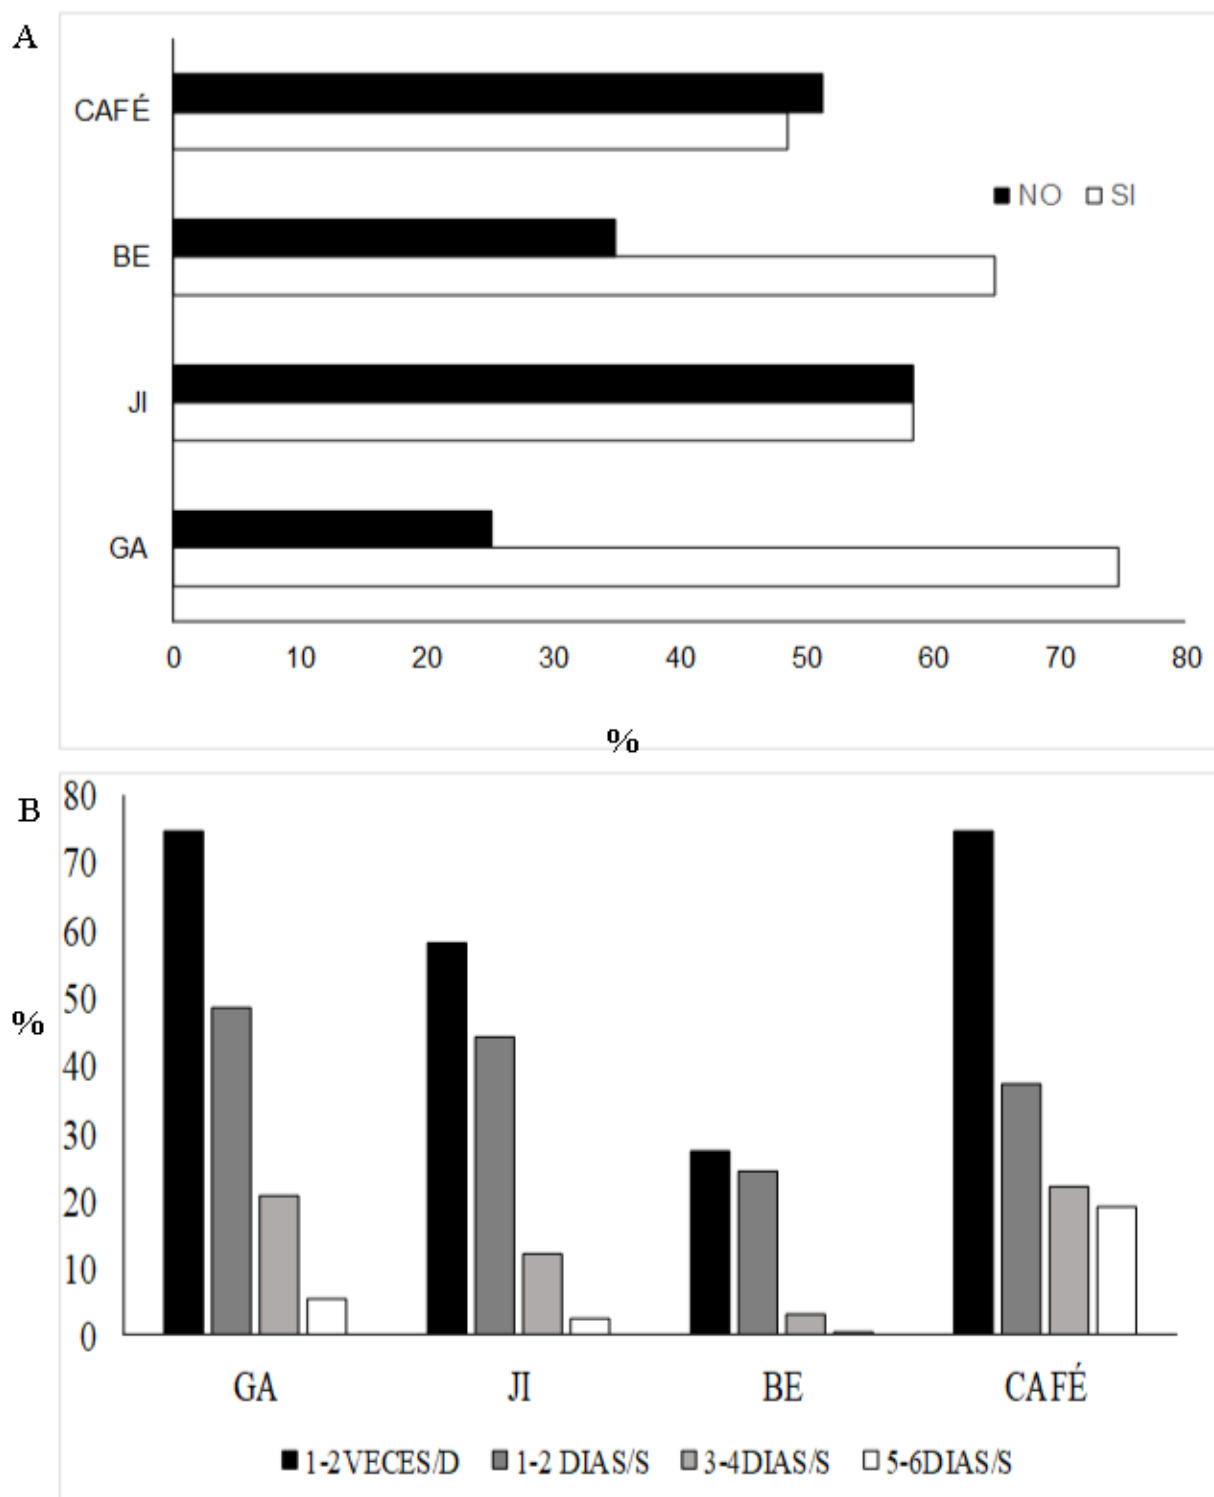 A
CAFÉ
NO SI
BE
JI
GA
0 10 20 30 40 50 60 70 80
%
B
80
70
60
50
%
40
30
20
10
0
GA JI BE CAFÉ
1-2VECES/D 1-2 DIAS/S 3-4DIAS/S 5-6DIAS/S